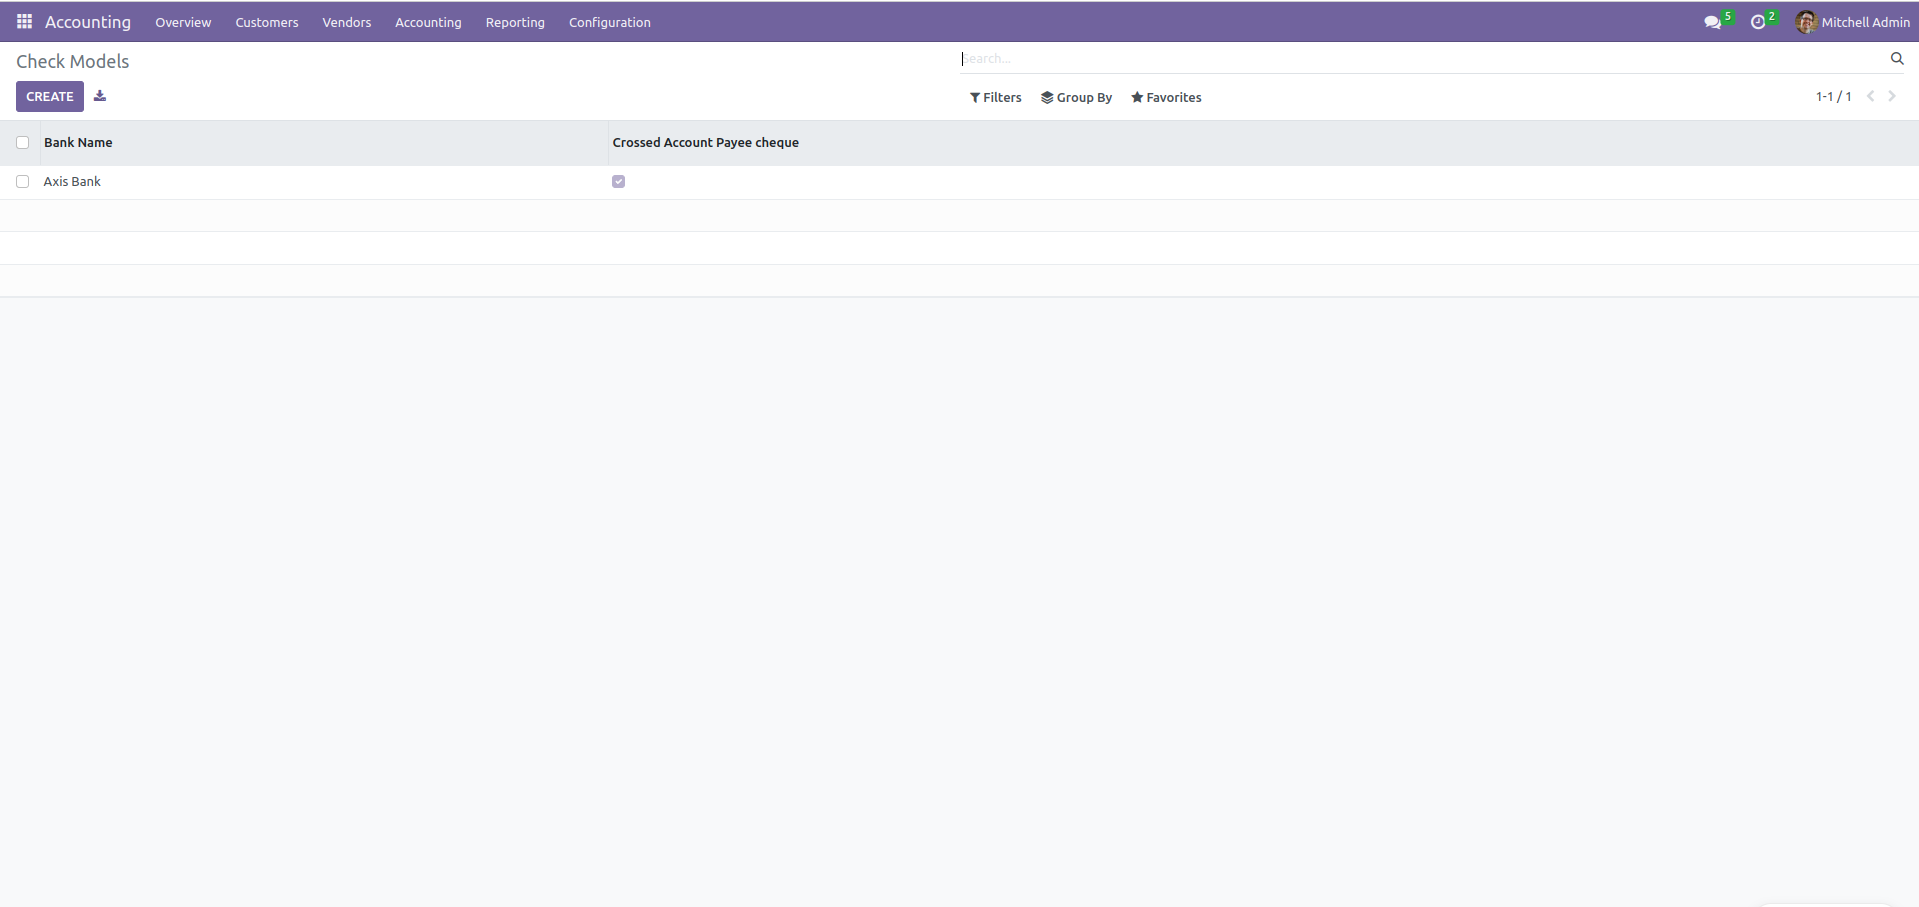 Accounting Overview Customers Vendors Accounting Reporting Configuration 5 2 Mitchell Admin
Check Models
Search...
CREATE
Filters Group By Favorites 1-1 / 1
Bank Name Crossed Account Payee cheque
Axis Bank